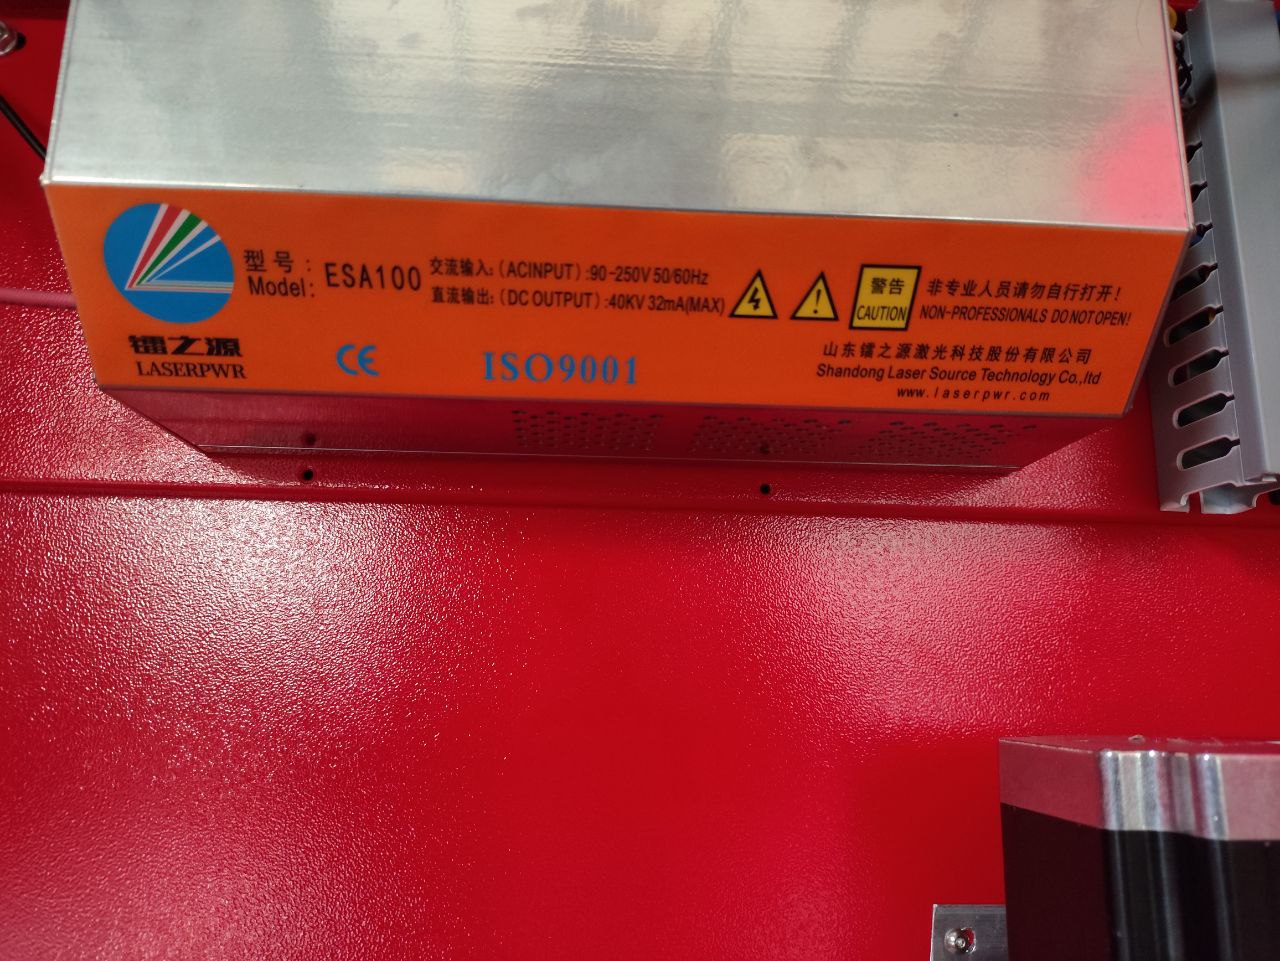 型号:
Model:
ESA100
交流输入:(ACINPUT):90-250V 50/60Hz
直流输出:(DC OUTPUT):40KV 32mA(MAX)
警告
CAUTION
非专业人员请勿自行打开!
NON-PROFESSIONALS DO NOT OPEN!
镭之源
LASERPWR
CE
ISO9001
山东镭之源激光科技股份有限公司
Shandong Laser Source Technology Co.,ltd
www.laserpwr.com